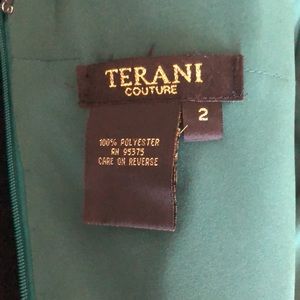 TERANI
COUTURE
2
100% POLYESTER
RN 95375
CARE ON REVERSE